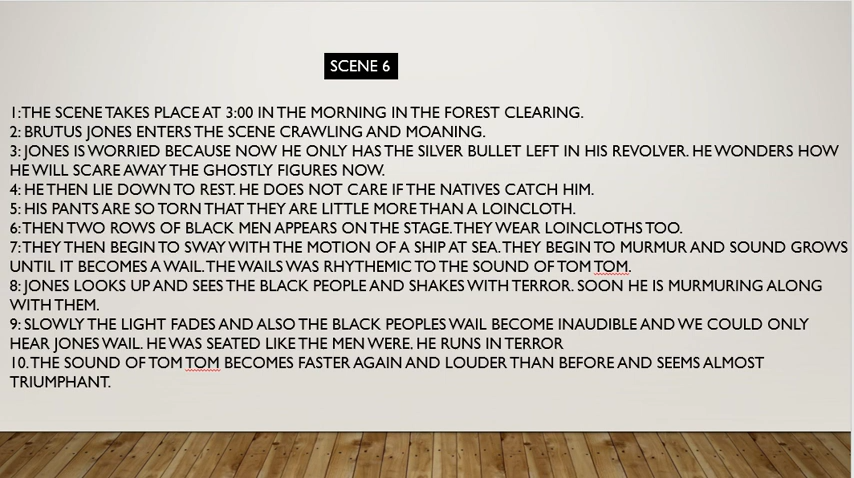 SCENE 6
1:THE SCENE TAKES PLACE AT 3:00 IN THE MORNING IN THE FOREST CLEARING.
2: BRUTUS JONES ENTERS THE SCENE CRAWLING AND MOANING.
3: JONES IS WORRIED BECAUSE NOW HE ONLY HAS THE SILVER BULLET LEFT IN HIS REVOLVER. HE WONDERS HOW
HE WILL SCARE AWAY THE GHOSTLY FIGURES NOW.
4: HE THEN LIE DOWN TO REST. HE DOES NOT CARE IF THE NATIVES CATCH HIM.
5: HIS PANTS ARE SO TORN THAT THEY ARE LITTLE MORE THAN A LOINCLOTH.
6: THEN TWO ROWS OF BLACK MEN APPEARS ON THE STAGE. THEY WEAR LOINCLOTHS TOO.
7: THEY THEN BEGIN TO SWAY WITH THE MOTION OF A SHIP AT SEA. THEY BEGIN TO MURMUR AND SOUND GROWS
UNTIL IT BECOMES A WAIL. THE WAILS WAS RHYTHEMIC TO THE SOUND OF TOM TOM.
8: JONES LOOKS UP AND SEES THE BLACK PEOPLE AND SHAKES WITH TERROR. SOON HE IS MURMURING ALONG
WITH THEM.
9: SLOWLY THE LIGHT FADES AND ALSO THE BLACK PEOPLES WAIL BECOME INAUDIBLE AND WE COULD ONLY
HEAR JONES WAIL. HE WAS SEATED LIKE THE MEN WERE. HE RUNS IN TERROR
10. THE SOUND OF TOM TOM BECOMES FASTER AGAIN AND LOUDER THAN BEFORE AND SEEMS ALMOST
TRIUMPHANT.